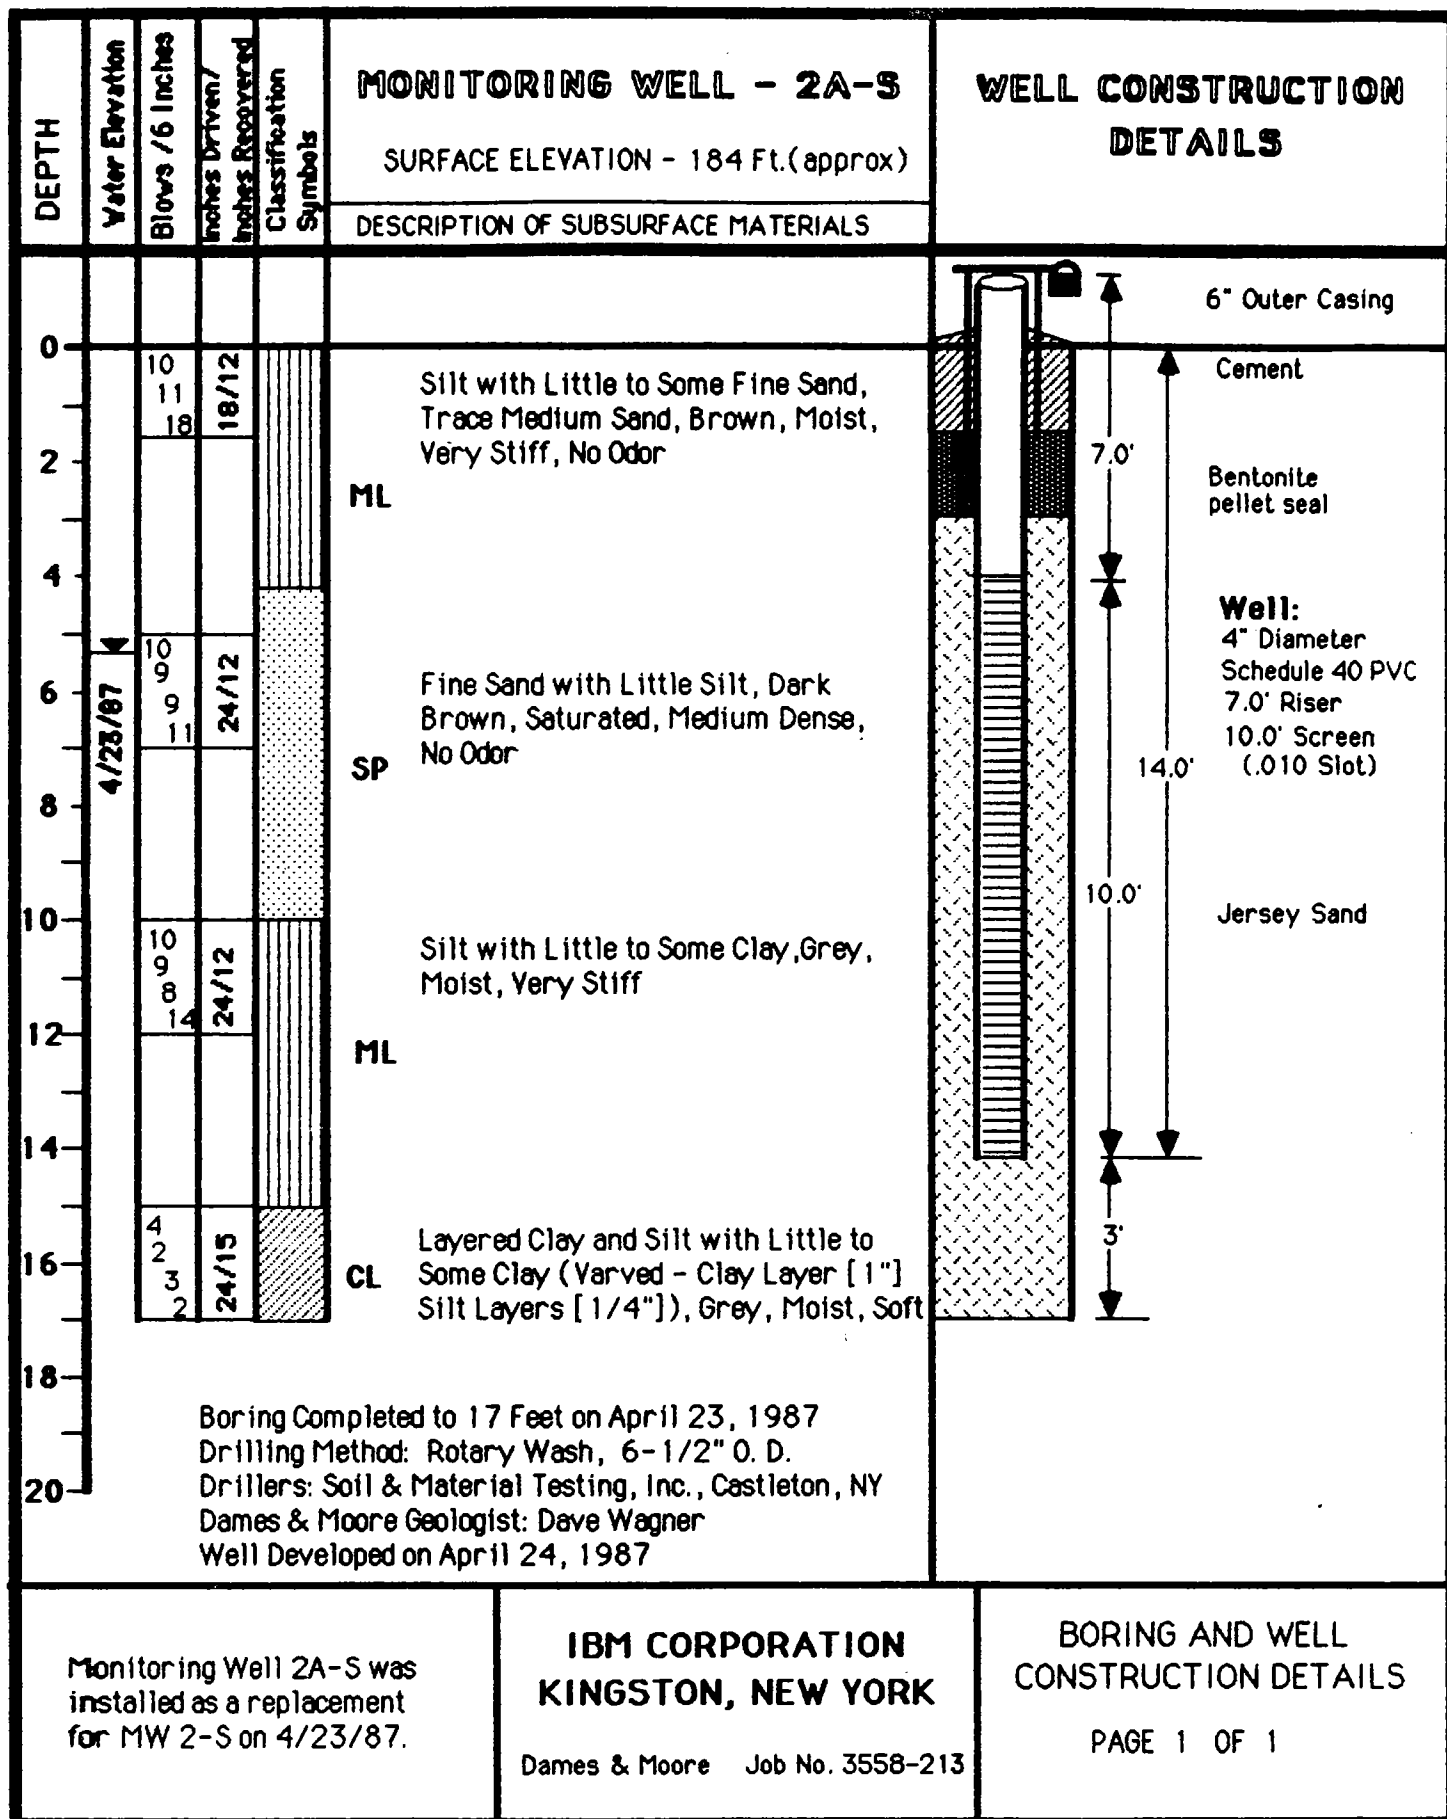 DEPTH
Water Elevation
Blows /6 Inches
Inches Driven/
Inches Recovered
Classification
Symbols
MONITORING WELL - 2A-S
SURFACE ELEVATION - 184 Ft.(approx)
DESCRIPTION OF SUBSURFACE MATERIALS
WELL CONSTRUCTION
DETAILS
0
2
4
6
8
10
12
14
16
18
20
4/23/87
10
11
18
18/12
10
9
9
11
24/12
10
9
8
14
24/12
4
2
3
2
24/15
ML
Silt with Little to Some Fine Sand,
Trace Medium Sand, Brown, Moist,
Very Stiff, No Odor
SP
Fine Sand with Little Silt, Dark
Brown, Saturated, Medium Dense,
No Odor
ML
Silt with Little to Some Clay,Grey,
Moist, Very Stiff
CL
Layered Clay and Silt with Little to
Some Clay (Varved - Clay Layer [1"]
Silt Layers [1/4"]), Grey, Moist, Soft
7.0'
10.0'
14.0'
3'
6" Outer Casing
Cement
Bentonite
pellet seal
Well:
4" Diameter
Schedule 40 PVC
7.0' Riser
10.0' Screen
(.010 Slot)
Jersey Sand
Boring Completed to 17 Feet on April 23, 1987
Drilling Method: Rotary Wash, 6-1/2" O. D.
Drillers: Soil & Material Testing, Inc., Castleton, NY
Dames & Moore Geologist: Dave Wagner
Well Developed on April 24, 1987
Monitoring Well 2A-S was
installed as a replacement
for MW 2-S on 4/23/87.
IBM CORPORATION
KINGSTON, NEW YORK
Dames & Moore Job No. 3558-213
BORING AND WELL
CONSTRUCTION DETAILS
PAGE 1 OF 1